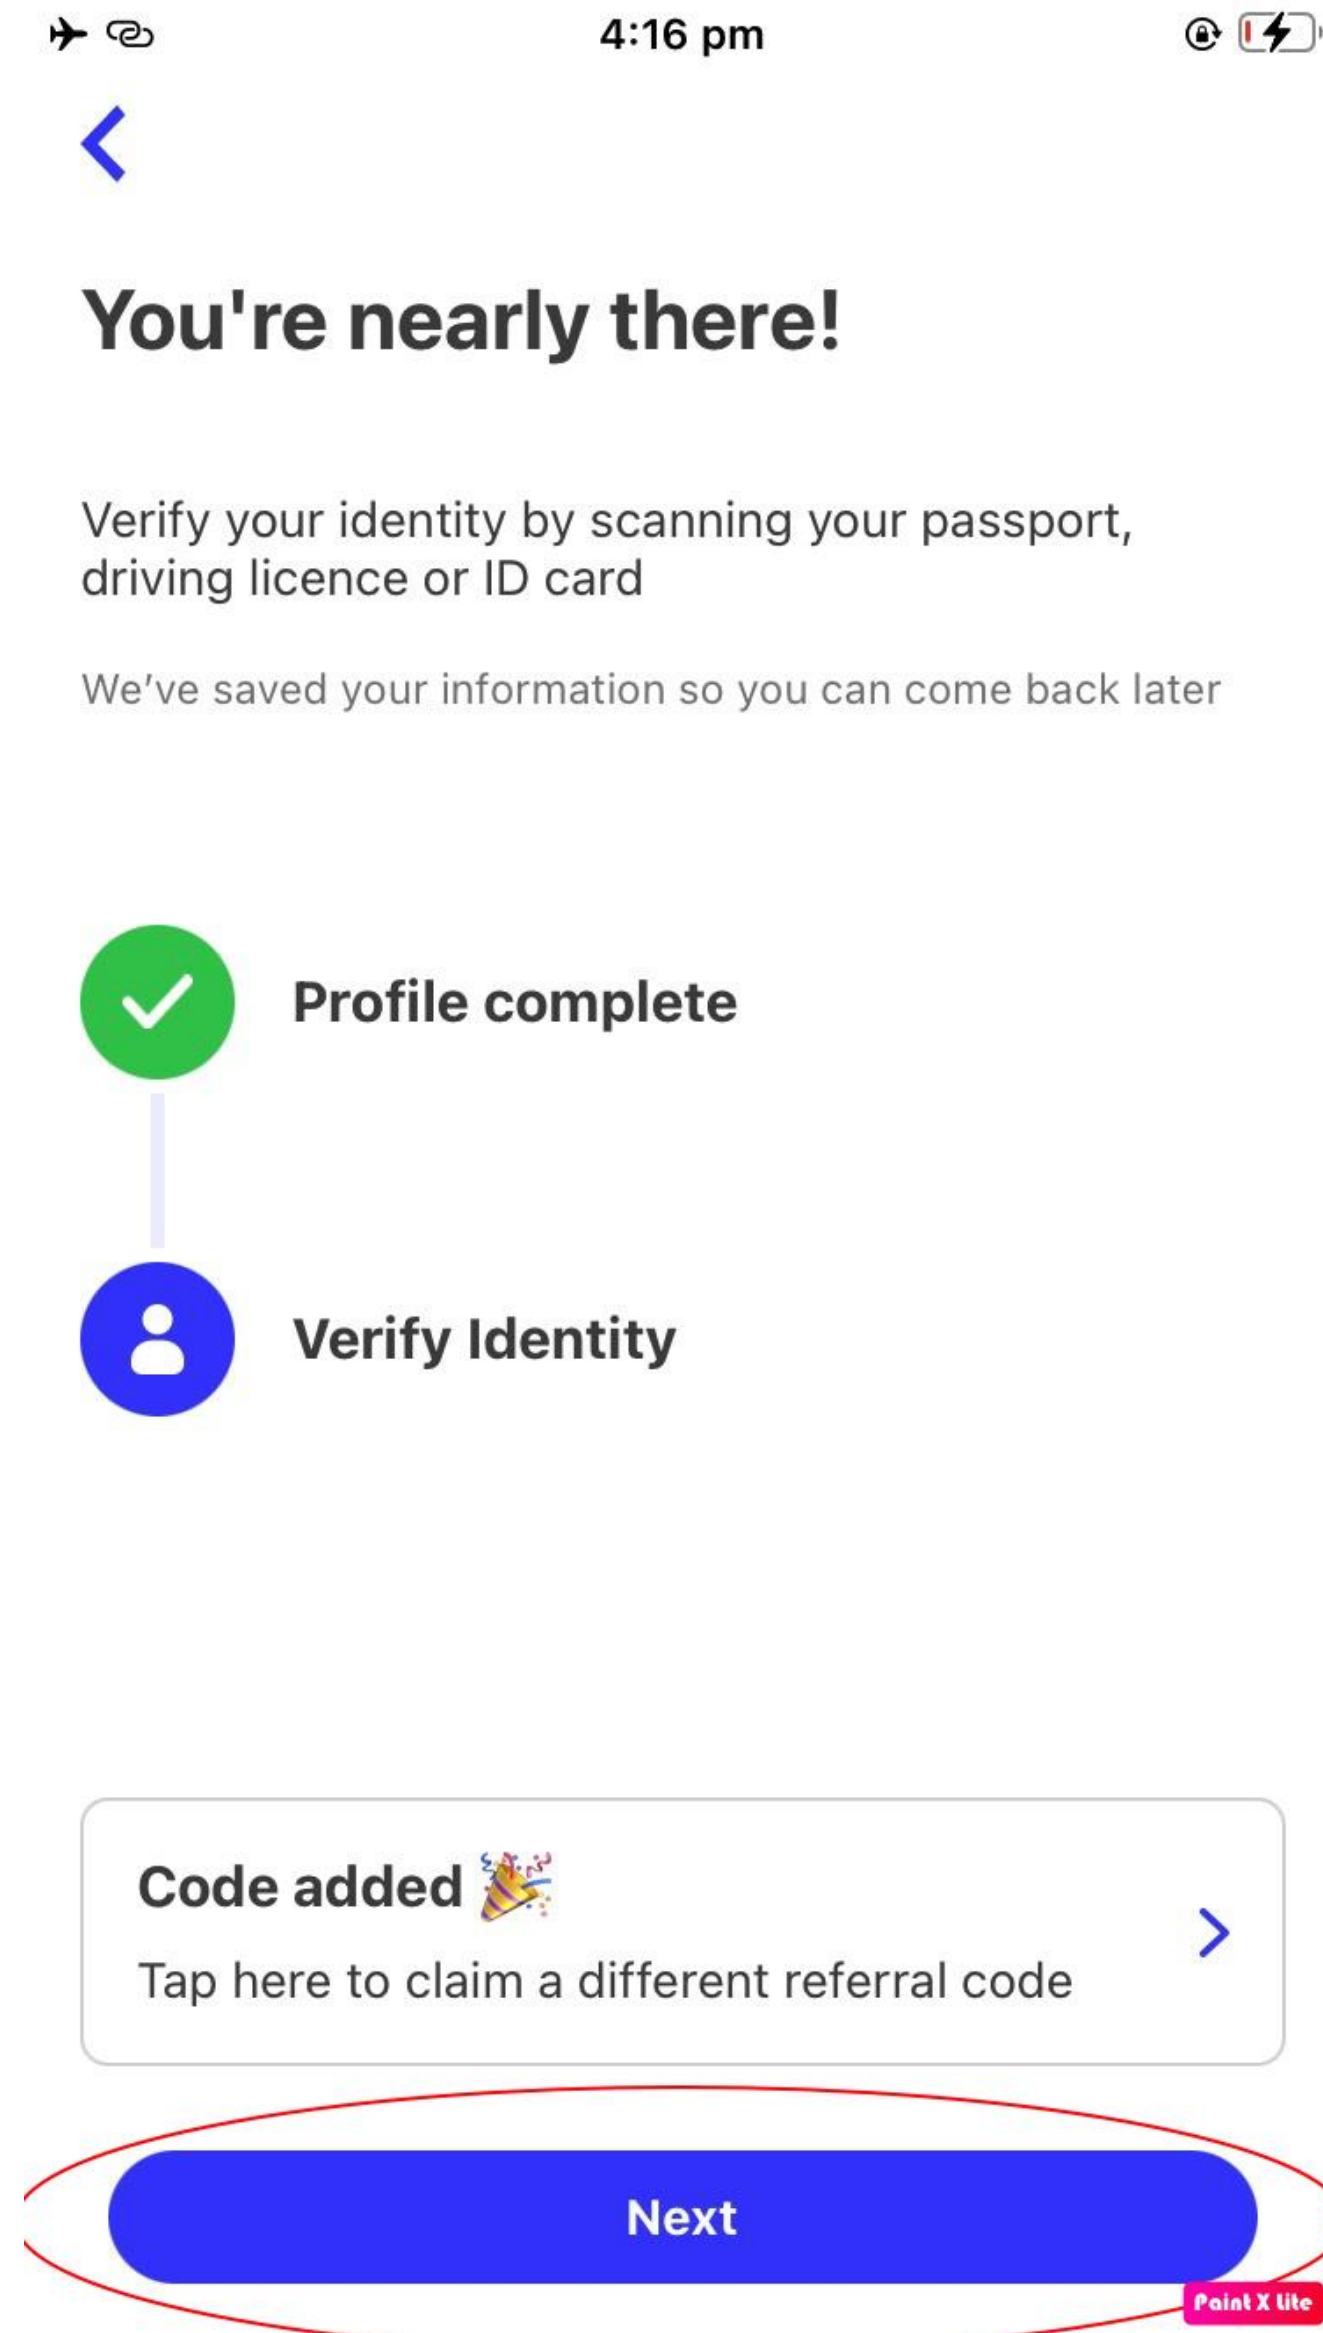 4:16 pm
You're nearly there!
Verify your identity by scanning your passport,
driving licence or ID card
We’ve saved your information so you can come back later
Profile complete
Verify Identity
Code added 🎉
Tap here to claim a different referral code
Next
Paint X lite